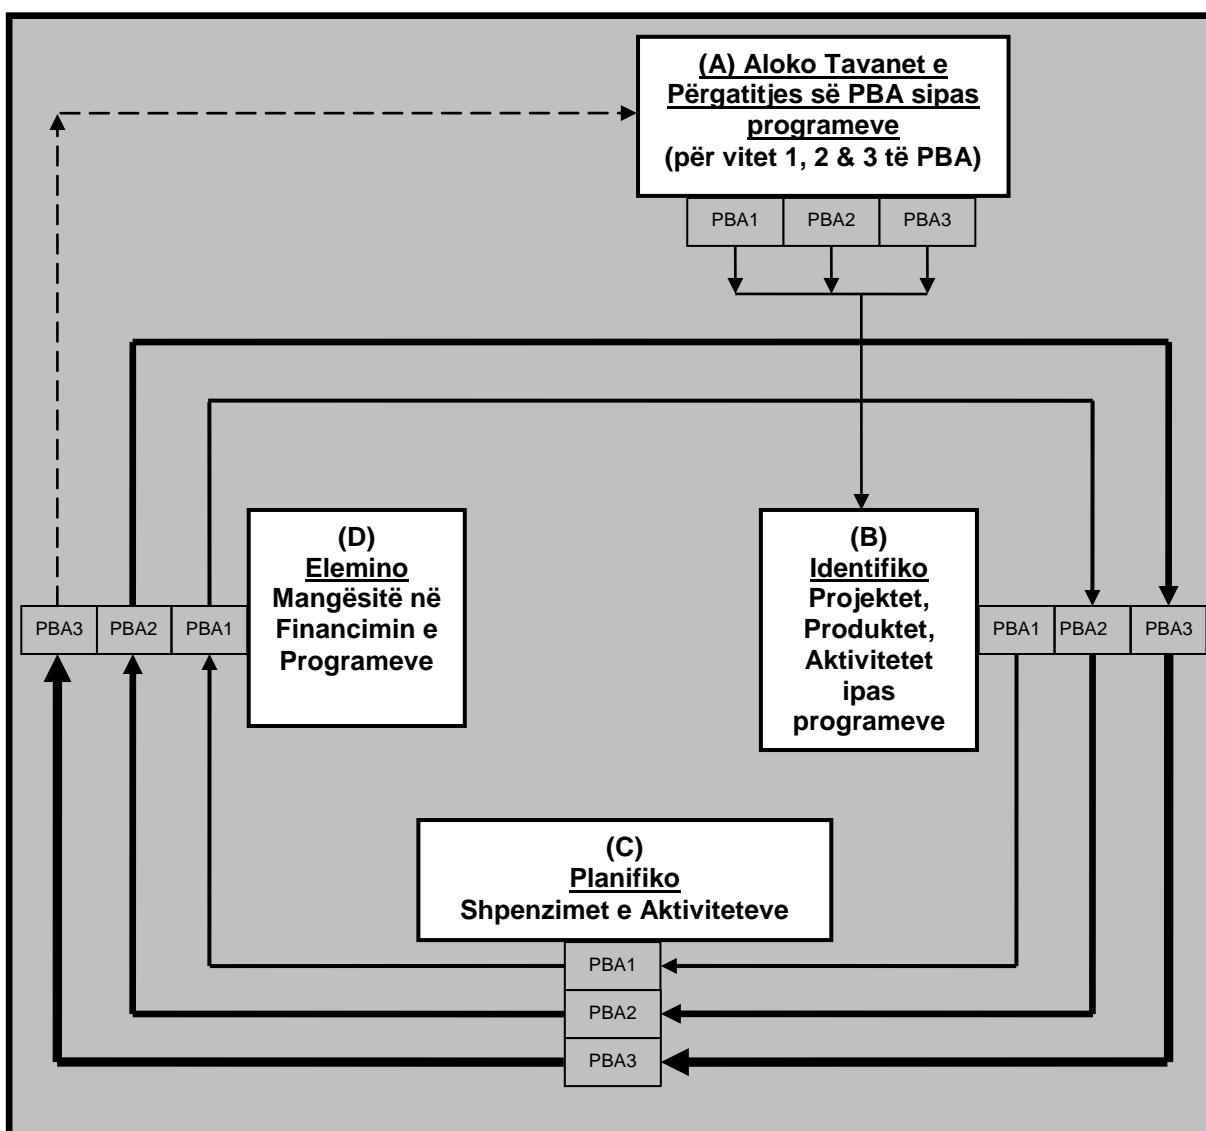 (A) Aloko Tavanet e
Përgatitjes së PBA sipas
programeve
(për vitet 1, 2 & 3 të PBA)
PBA1 PBA2 PBA3
(D)
Elemino
Mangësitë në
Financimin e
Programeve
PBA3 PBA2 PBA1
(B)
Identifiko
Projektet,
Produktet,
Aktivitetet
ipas
programeve
PBA1 PBA2 PBA3
(C)
Planifiko
Shpenzimet e Aktiviteteve
PBA1
PBA2
PBA3